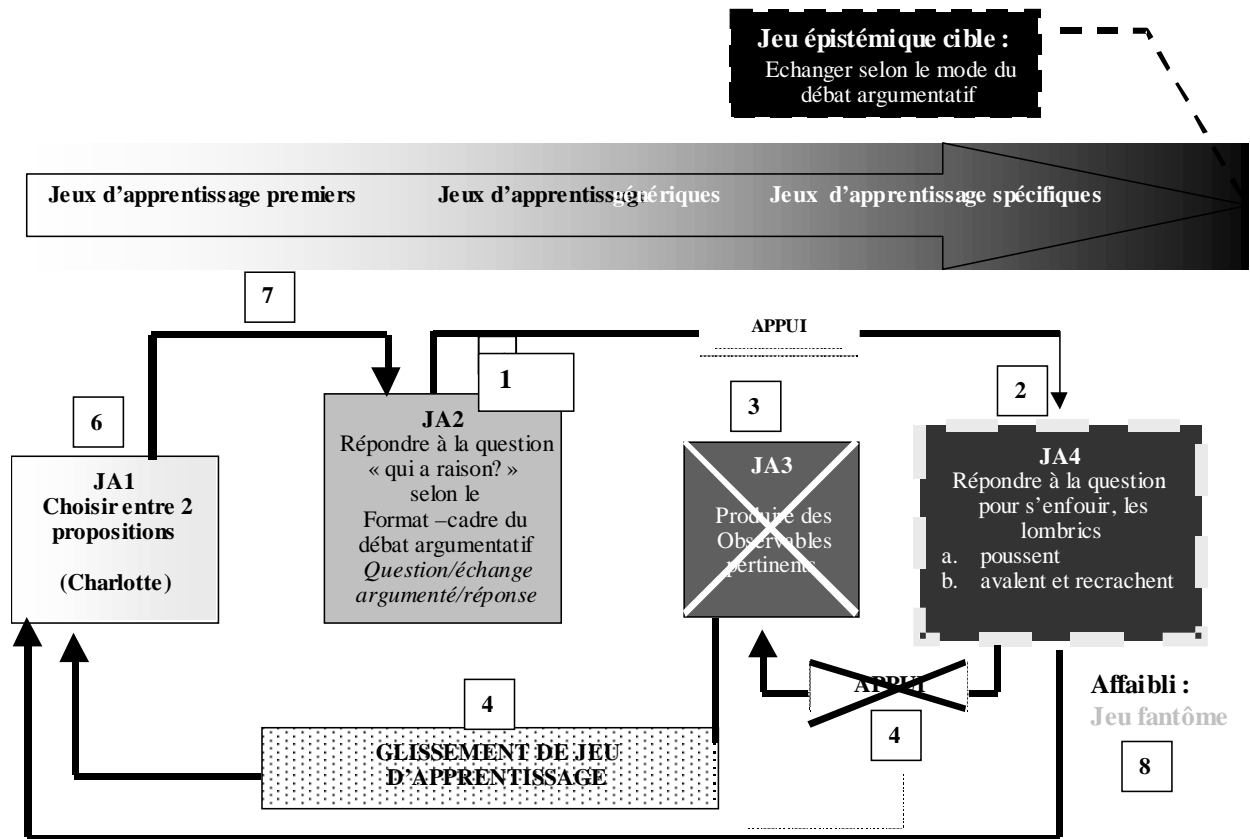 Jeu épistémique cible :
Echanger selon le mode du
débat argumentatif
Jeux d'apprentissage premiers
Jeux d'apprentissage génériques
Jeux d'apprentissage spécifiques
7
APPUI
1
6
3
2
JA1
Choisir entre 2
propositions
(Charlotte)
JA2
Répondre à la question
« qui a raison? »
selon le
Format –cadre du
débat argumentatif
Question/échange
argumenté/réponse
JA3
Produire des
Observables
pertinents
JA4
Répondre à la question
pour s'enfouir, les
lombrics
a. poussent
b. avalent et recrachent
4
GLISSEMENT DE JEU
D'APPRENTISSAGE
APPUI
4
Affaibli :
Jeu fantôme
8